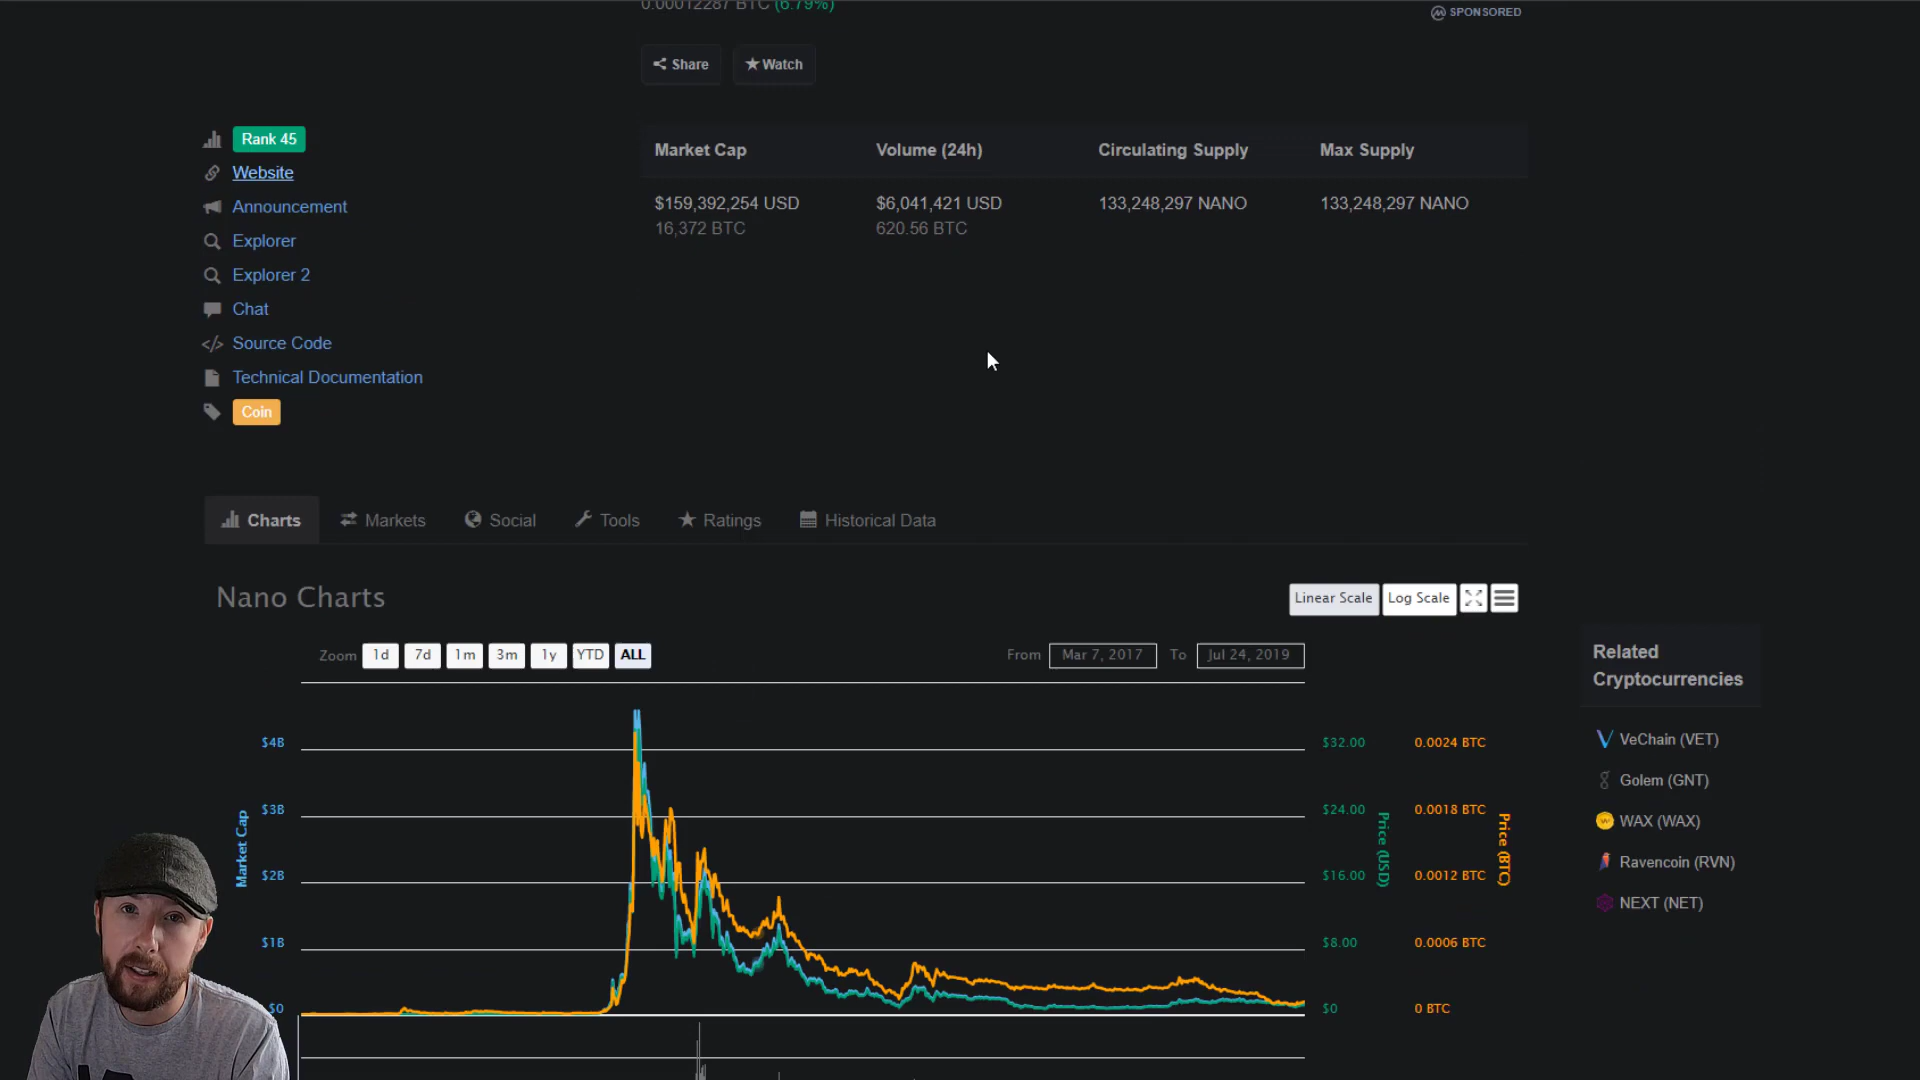 0.00012287 BTC (6.79%)
SPONSORED
Share
Watch
Rank 45
Website
Announcement
Explorer
Explorer 2
Chat
Source Code
Technical Documentation
Coin
Market Cap Volume (24h) Circulating Supply Max Supply
$159,392,254 USD $6,041,421 USD 133,248,297 NANO 133,248,297 NANO
16,372 BTC 620.56 BTC
Charts Markets Social Tools Ratings Historical Data
Nano Charts
Linear Scale Log Scale
Zoom 1d 7d 1m 3m 1y YTD ALL
From Mar 7, 2017 To Jul 24, 2019
$4B
$3B
$2B
$1B
$0
Market Cap
$32.00
$24.00
$16.00
$8.00
$0
Price (USD)
0.0024 BTC
0.0018 BTC
0.0012 BTC
0.0006 BTC
0 BTC
Price (BTC)
Related
Cryptocurrencies
VeChain (VET)
Golem (GNT)
WAX (WAX)
Ravencoin (RVN)
NEXT (NET)